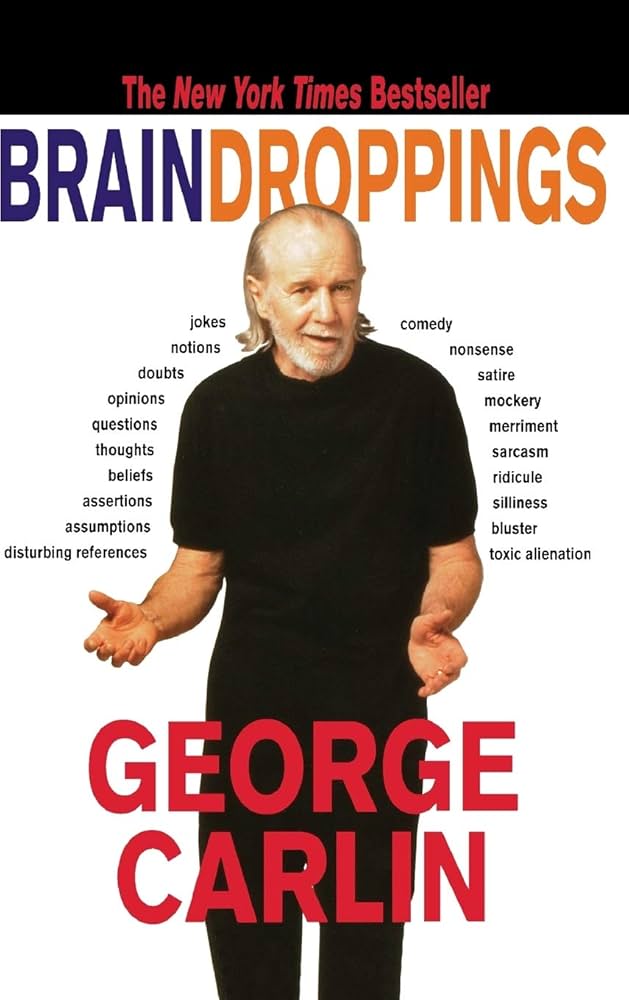 The New York Times Bestseller
BRAINDROPPINGS
jokes
notions
doubts
opinions
questions
thoughts
beliefs
assertions
assumptions
disturbing references
comedy
nonsense
satire
mockery
merriment
sarcasm
ridicule
silliness
bluster
toxic alienation
GEORGE
CARLIN